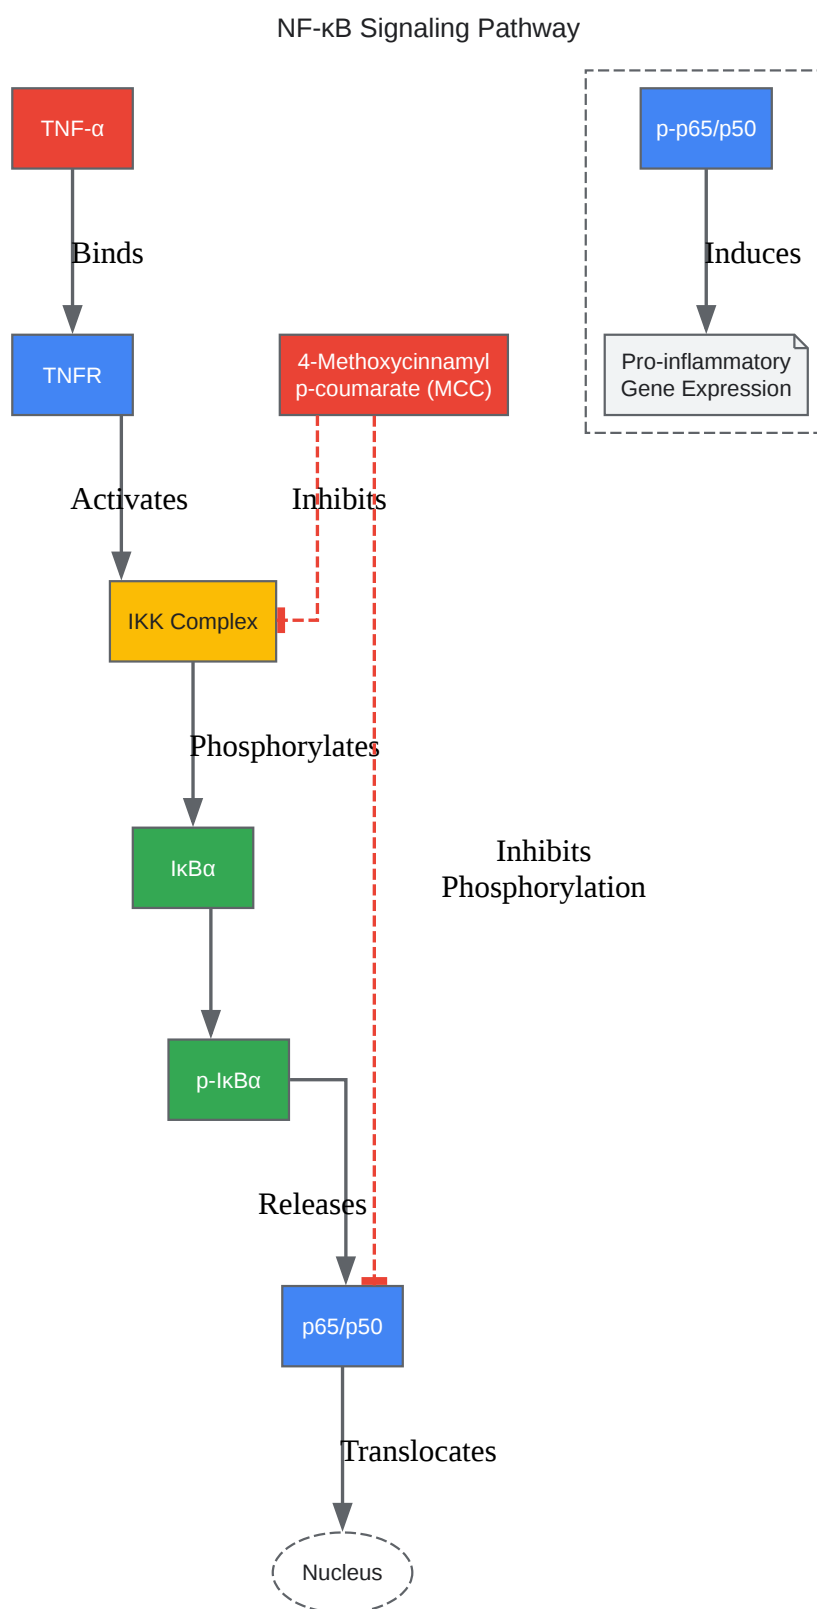 NF-κB Signaling Pathway
TNF-α
p-p65/p50
Binds
Induces
TNFR
4-Methoxycinnamyl
p-coumarate (MCC)
Pro-inflammatory
Gene Expression
Activates
Inhibits
IKK Complex
Phosphorylates
Inhibits
Phosphorylation
IκBα
p-IκBα
Releases
p65/p50
Translocates
Nucleus